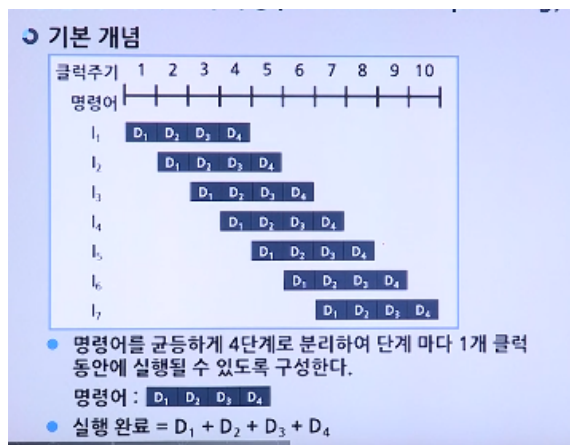 기본 개념
클럭주기 1 2 3 4 5 6 7 8 9 10
명령어
I₁ D₁ D₂ D₃ D₄
I₂ D₁ D₂ D₃ D₄
I₃ D₁ D₂ D₃ D₄
I₄ D₁ D₂ D₃ D₄
I₅ D₁ D₂ D₃ D₄
I₆ D₁ D₂ D₃ D₄
I₇ D₁ D₂ D₃ D₄
명령어를 균등하게 4단계로 분리하여 단계 마다 1개 클럭
동안에 실행될 수 있도록 구성한다.
명령어 : D₁ D₂ D₃ D₄
실행 완료 = D₁ + D₂ + D₃ + D₄